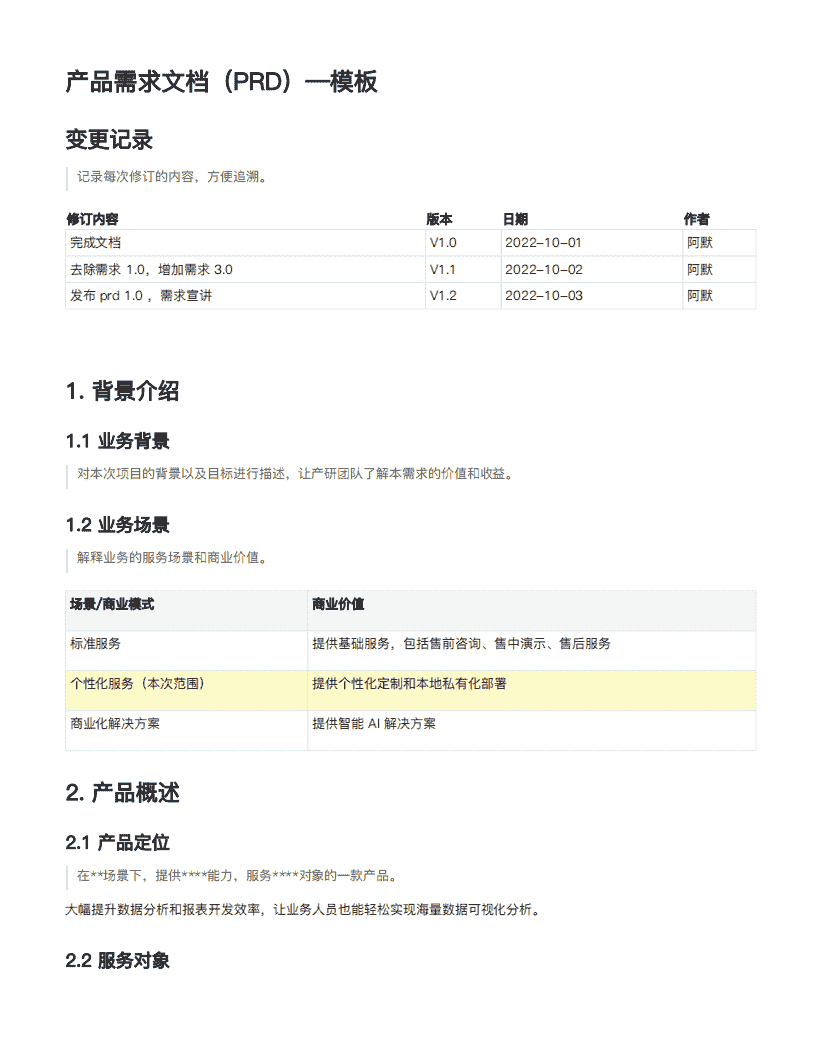 产品需求文档（PRD）—模板
变更记录
记录每次修订的内容，方便追溯。
修订内容 版本 日期 作者
完成文档 V1.0 2022-10-01 阿默
去除需求 1.0，增加需求 3.0 V1.1 2022-10-02 阿默
发布 prd 1.0 ，需求宣讲 V1.2 2022-10-03 阿默
1. 背景介绍
1.1 业务背景
对本次项目的背景以及目标进行描述，让产研团队了解本需求的价值和收益。
1.2 业务场景
解释业务的服务场景和商业价值。
场景/商业模式 商业价值
标准服务 提供基础服务，包括售前咨询、售中演示、售后服务
个性化服务（本次范围） 提供个性化定制和本地私有化部署
商业化解决方案 提供智能 AI 解决方案
2. 产品概述
2.1 产品定位
在**场景下，提供****能力，服务****对象的一款产品。
大幅提升数据分析和报表开发效率，让业务人员也能轻松实现海量数据可视化分析。
2.2 服务对象